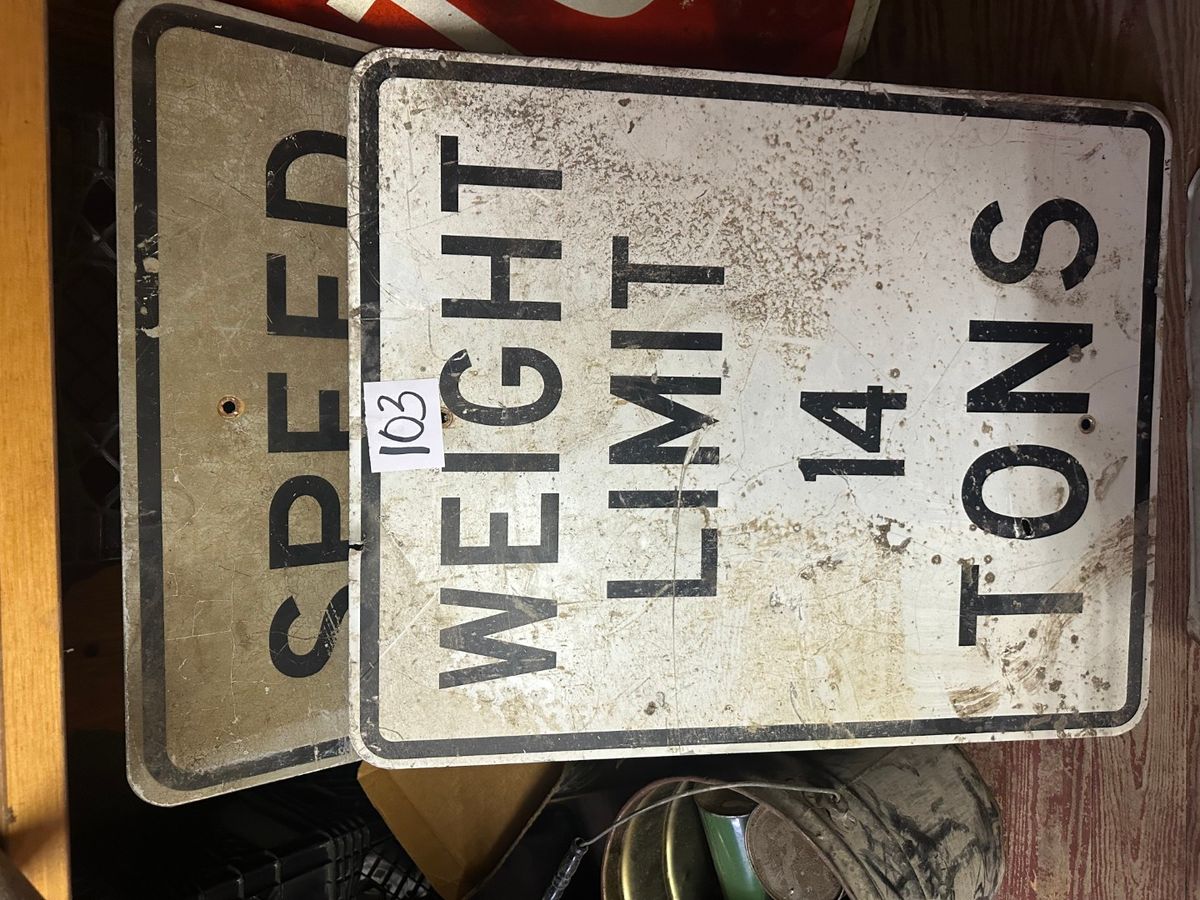 SPEED
103
WEIGHT
LIMIT
14
TONS